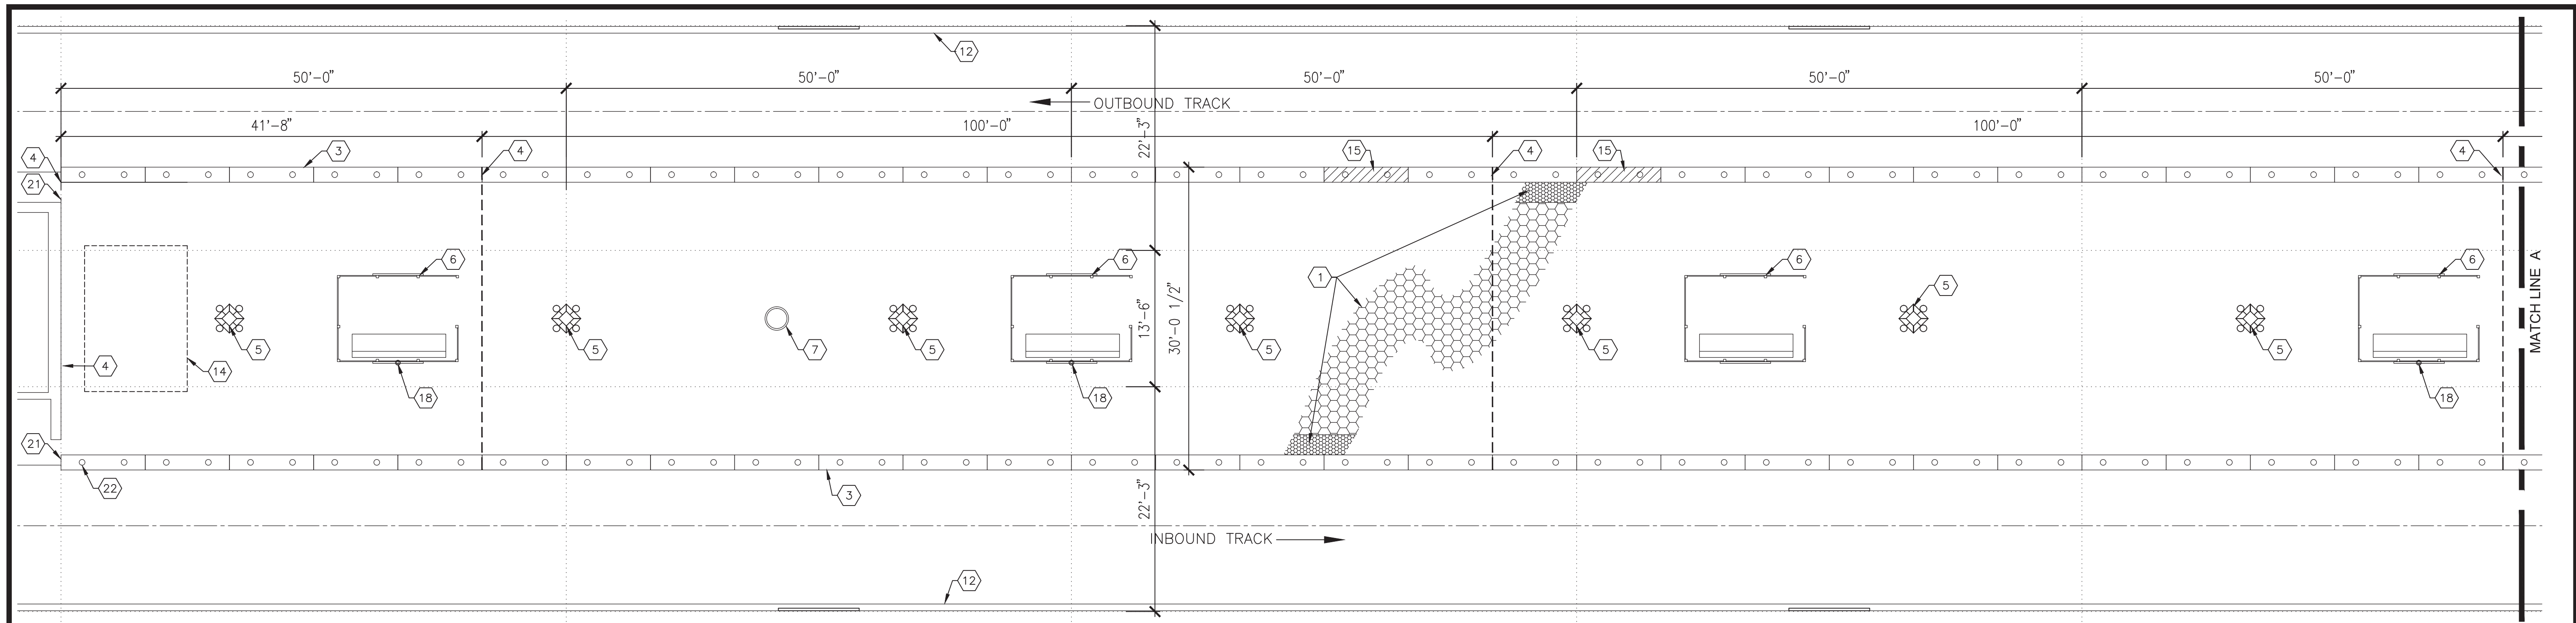 12
50'-0" 50'-0" 50'-0" 50'-0" 50'-0"
OUTBOUND TRACK
41'-8" 100'-0" 100'-0"
22'-3"
4 3 4 15 4 15 4
21
6 6 6 6
5
13'-6"
30'-0 1/2"
1
MATCH LINE A
5 5 7 5 5 5 5
4 14
18 18 18
21
22 3
22'-3"
INBOUND TRACK
12